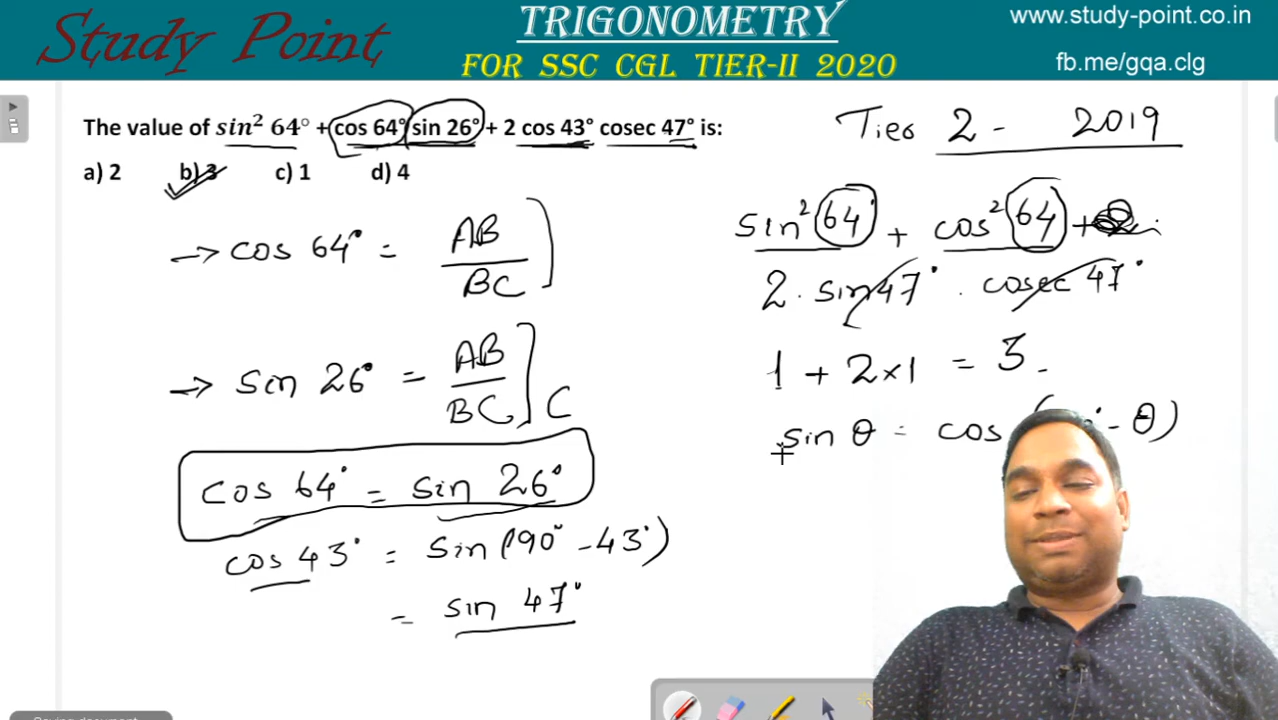 Study Point
TRIGONOMETRY
FOR SSC CGL TIER-II 2020
www.study-point.co.in
fb.me/gqa.clg
The value of sin² 64° + cos 64° sin 26° + 2 cos 43° cosec 47° is:
a) 2 b) 3 c) 1 d) 4
Tier 2 - 2019
→ cos 64° = AB/BC ]
→ sin 26° = AB/BC ] C
cos 64° = sin 26°
cos 43° = sin (90° - 43°)
= sin 47°
sin² 64° + cos² 64 +
2 . sin 47° . cosec 47°
1 + 2×1 = 3.
sin θ = cos ( - θ)